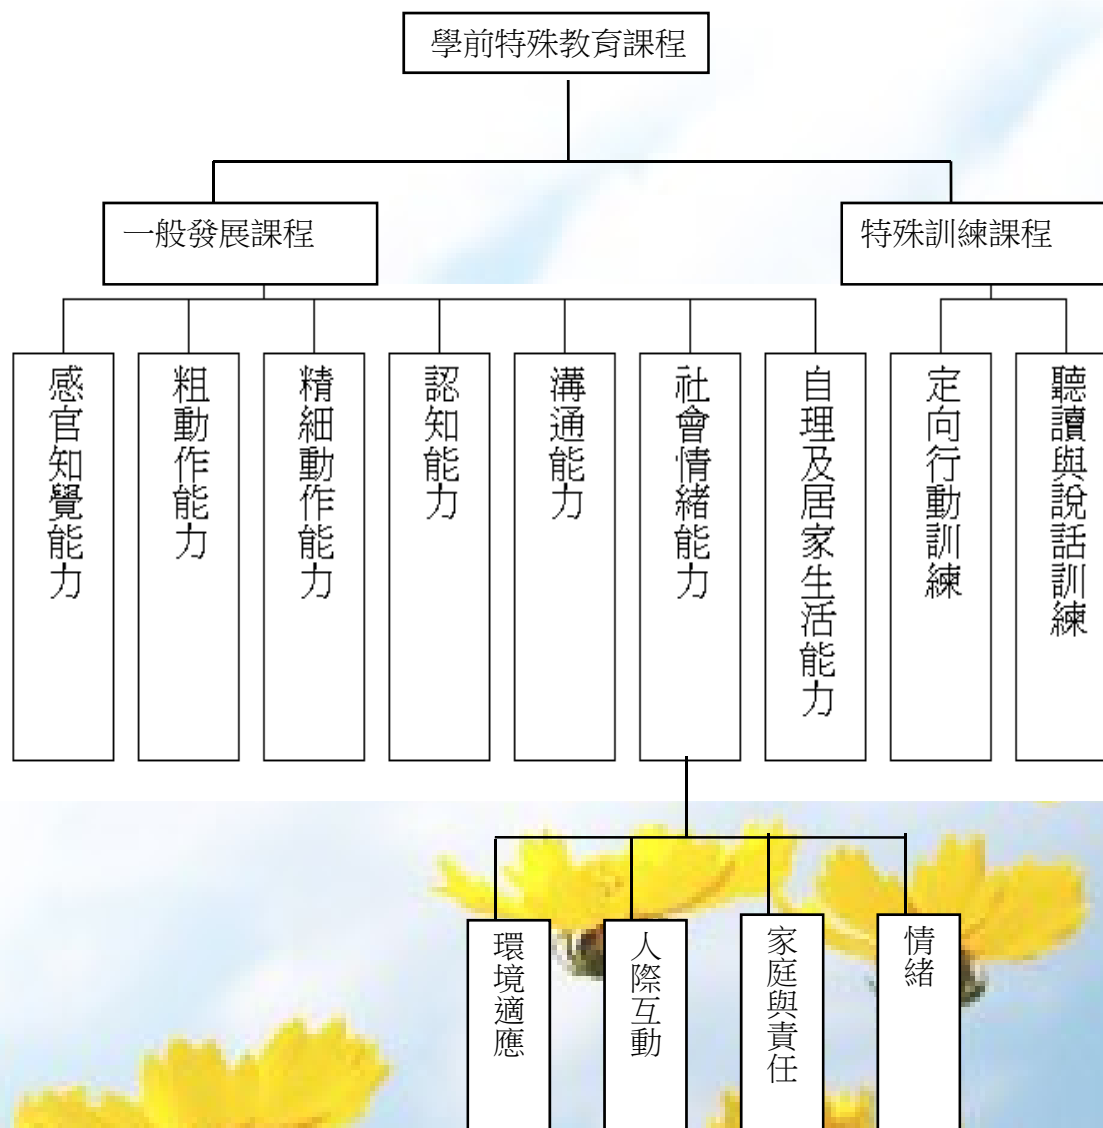 學前特殊教育課程
一般發展課程
特殊訓練課程
感官知覺能力
粗動作能力
精細動作能力
認知能力
溝通能力
社會情緒能力
自理及居家生活能力
定向行動訓練
聽讀與說話訓練
環境適應
人際互動
家庭與責任
情緒